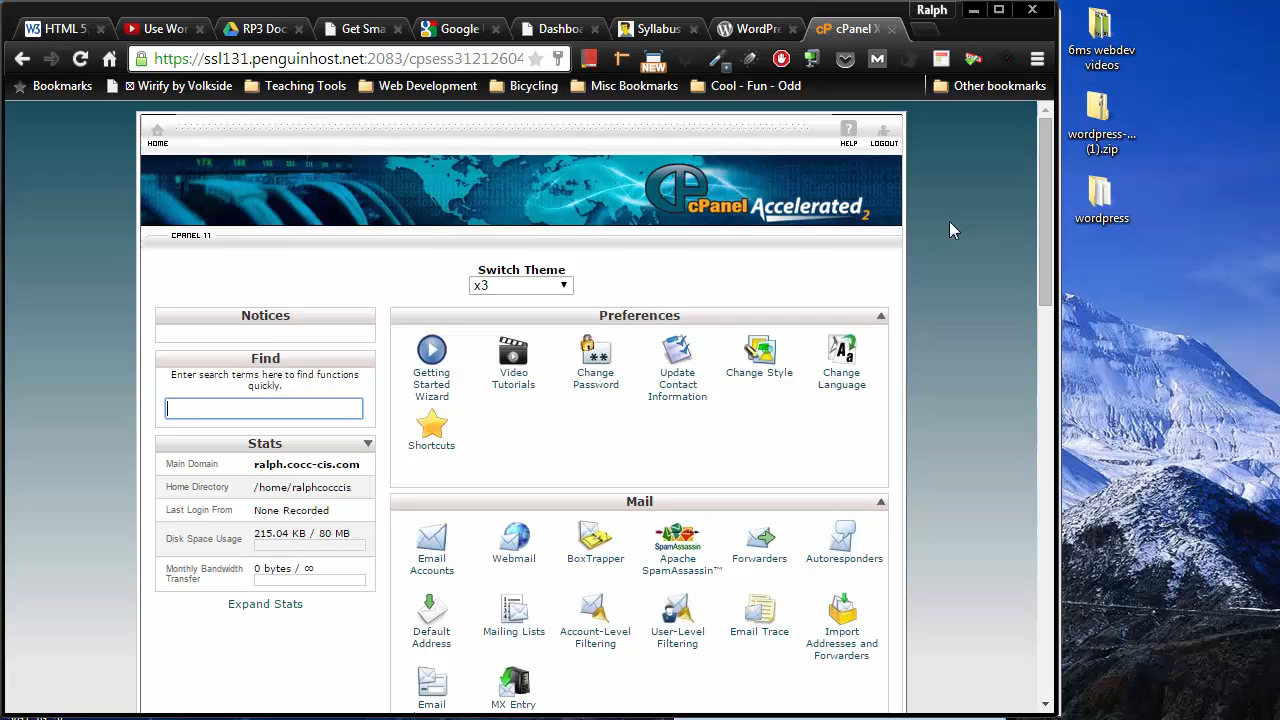 Ralph
HTML 5
Use Wor
RP3 Doc
Get Sma
Google
Dashboa
Syllabus
WordPre
cPanel X
https://ssl131.penguinhost.net:2083/cpsess31212604
NEW
M
Bookmarks
Wirify by Volkside
Teaching Tools
Web Development
Bicycling
Misc Bookmarks
Cool - Fun - Odd
Other bookmarks
6ms webdev
videos
wordpress-...
(1).zip
wordpress
HOME
HELP
LOGOUT
cPanel Accelerated2
CPANEL 11
Switch Theme
x3
Notices
Find
Enter search terms here to find functions
quickly.
Stats
Main Domain ralph.cocc-cis.com
Home Directory /home/ralphcocccis
Last Login From None Recorded
Disk Space Usage 215.04 KB / 80 MB
Monthly Bandwidth
Transfer
0 bytes / ∞
Expand Stats
Preferences
Getting
Started
Wizard
Video
Tutorials
Change
Password
Update
Contact
Information
Change Style
Change
Language
Shortcuts
Mail
Email
Accounts
Webmail
BoxTrapper
SpamAssassin
Apache
SpamAssassin™
Forwarders
Autoresponders
Default
Address
Mailing Lists
Account-Level
Filtering
User-Level
Filtering
Email Trace
Import
Addresses and
Forwarders
Email
MX Entry